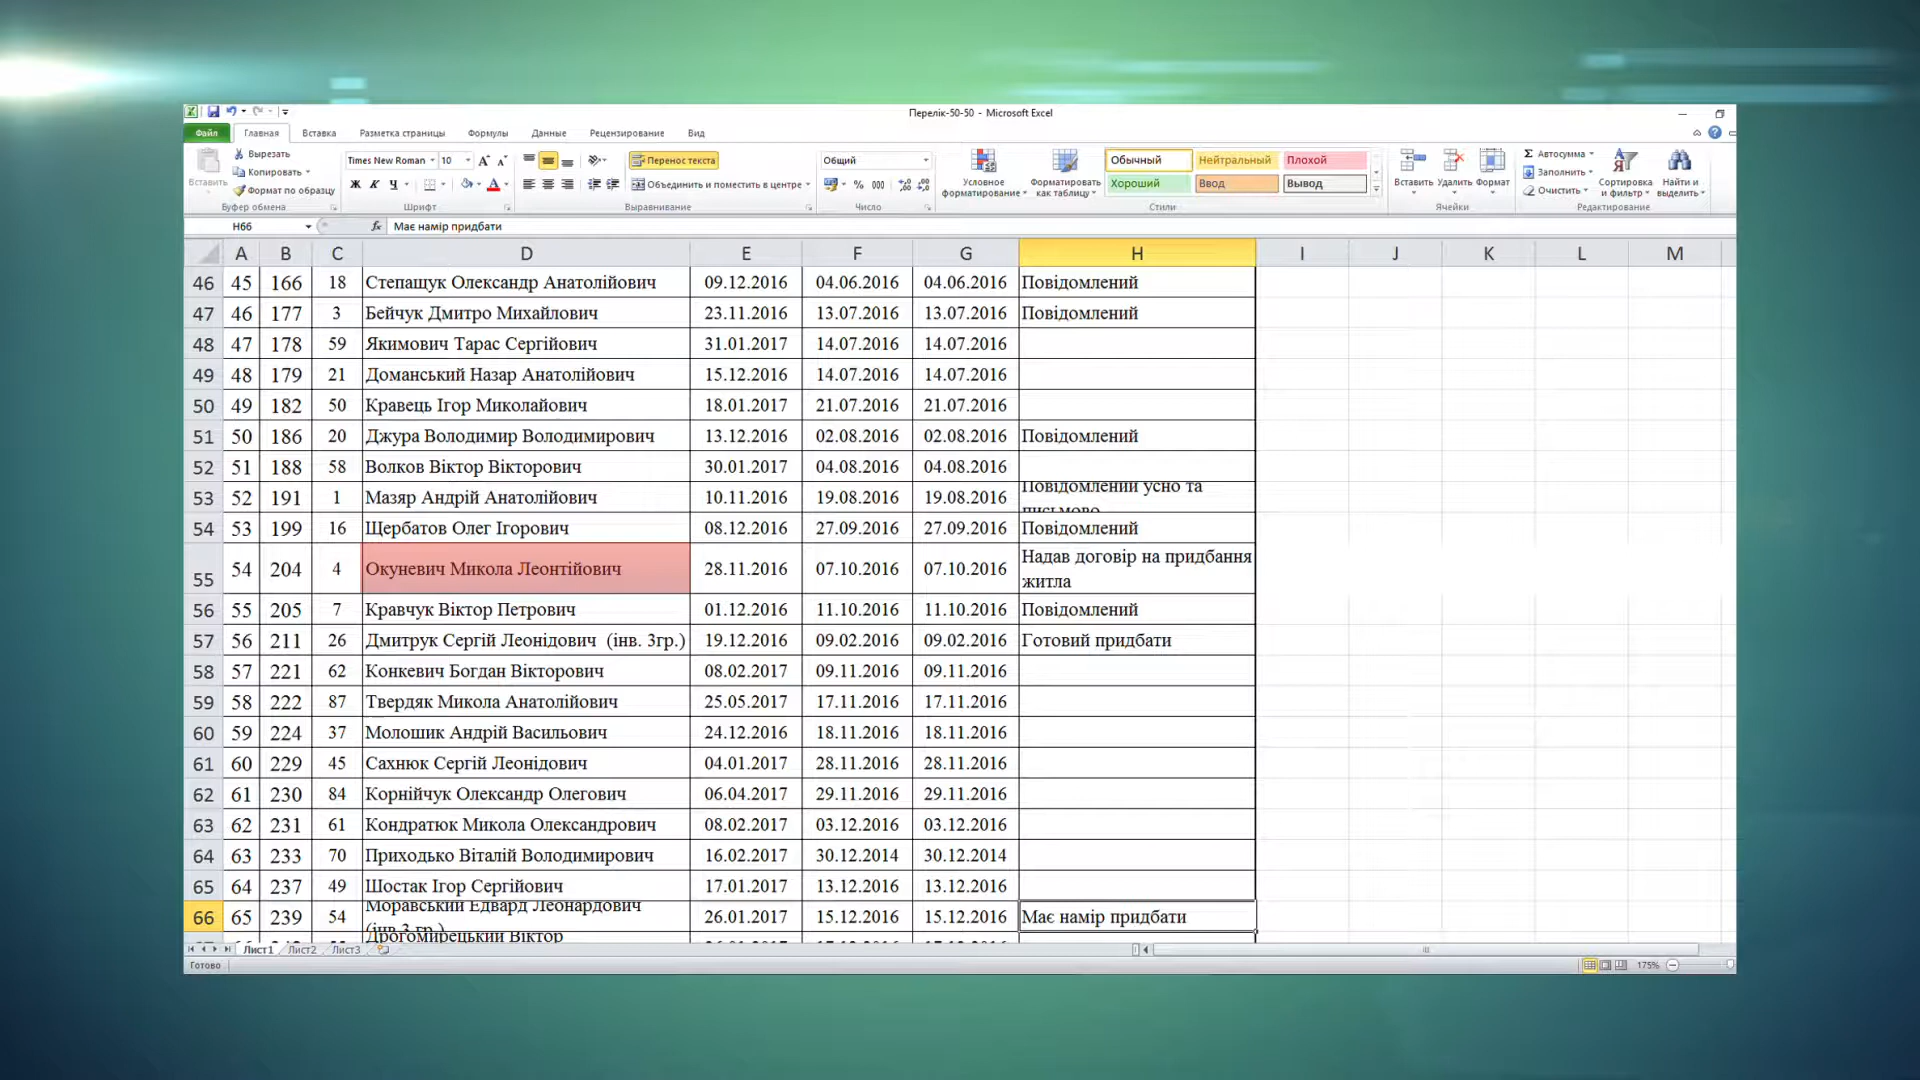 Перелік-50-50 - Microsoft Excel
Файл Главная Вставка Разметка страницы Формулы Данные Рецензирование Вид
Вставить Вырезать Копировать Формат по образцу Буфер обмена
Times New Roman 10 Ж К Ч Шрифт
Перенос текста Объединить и поместить в центре Выравнивание
Общий % 000 Число
Условное форматирование Форматировать как таблицу Обычный Нейтральный Плохой Хороший Ввод Вывод Стили
Вставить Удалить Формат Ячейки
Σ Автосумма Заполнить Очистить Сортировка и фильтр Найти и выделить Редактирование
H66 fx Має намір придбати
A B C D E F G H I J K L M
46 45 166 18 Степащук Олександр Анатолійович 09.12.2016 04.06.2016 04.06.2016 Повідомлений
47 46 177 3 Бейчук Дмитро Михайлович 23.11.2016 13.07.2016 13.07.2016 Повідомлений
48 47 178 59 Якимович Тарас Сергійович 31.01.2017 14.07.2016 14.07.2016
49 48 179 21 Доманський Назар Анатолійович 15.12.2016 14.07.2016 14.07.2016
50 49 182 50 Кравець Ігор Миколайович 18.01.2017 21.07.2016 21.07.2016
51 50 186 20 Джура Володимир Володимирович 13.12.2016 02.08.2016 02.08.2016 Повідомлений
52 51 188 58 Волков Віктор Вікторович 30.01.2017 04.08.2016 04.08.2016
53 52 191 1 Мазяр Андрій Анатолійович 10.11.2016 19.08.2016 19.08.2016 Повідомлений усно та письмово
54 53 199 16 Щербатов Олег Ігорович 08.12.2016 27.09.2016 27.09.2016 Повідомлений
55 54 204 4 Окуневич Микола Леонтійович 28.11.2016 07.10.2016 07.10.2016 Надав договір на придбання житла
56 55 205 7 Кравчук Віктор Петрович 01.12.2016 11.10.2016 11.10.2016 Повідомлений
57 56 211 26 Дмитрук Сергій Леонідович (інв. 3гр.) 19.12.2016 09.02.2016 09.02.2016 Готовий придбати
58 57 221 62 Конкевич Богдан Вікторович 08.02.2017 09.11.2016 09.11.2016
59 58 222 87 Твердяк Микола Анатолійович 25.05.2017 17.11.2016 17.11.2016
60 59 224 37 Молошик Андрій Васильович 24.12.2016 18.11.2016 18.11.2016
61 60 229 45 Сахнюк Сергій Леонідович 04.01.2017 28.11.2016 28.11.2016
62 61 230 84 Корнійчук Олександр Олегович 06.04.2017 29.11.2016 29.11.2016
63 62 231 61 Кондратюк Микола Олександрович 08.02.2017 03.12.2016 03.12.2016
64 63 233 70 Приходько Віталій Володимирович 16.02.2017 30.12.2014 30.12.2014
65 64 237 49 Шостак Ігор Сергійович 17.01.2017 13.12.2016 13.12.2016
66 65 239 54 Моравський Едвард Леонардович (інв.3 гр.) 26.01.2017 15.12.2016 15.12.2016 Має намір придбати
Дрогомирецький Віктор
Лист1 Лист2 Лист3
Готово 175%